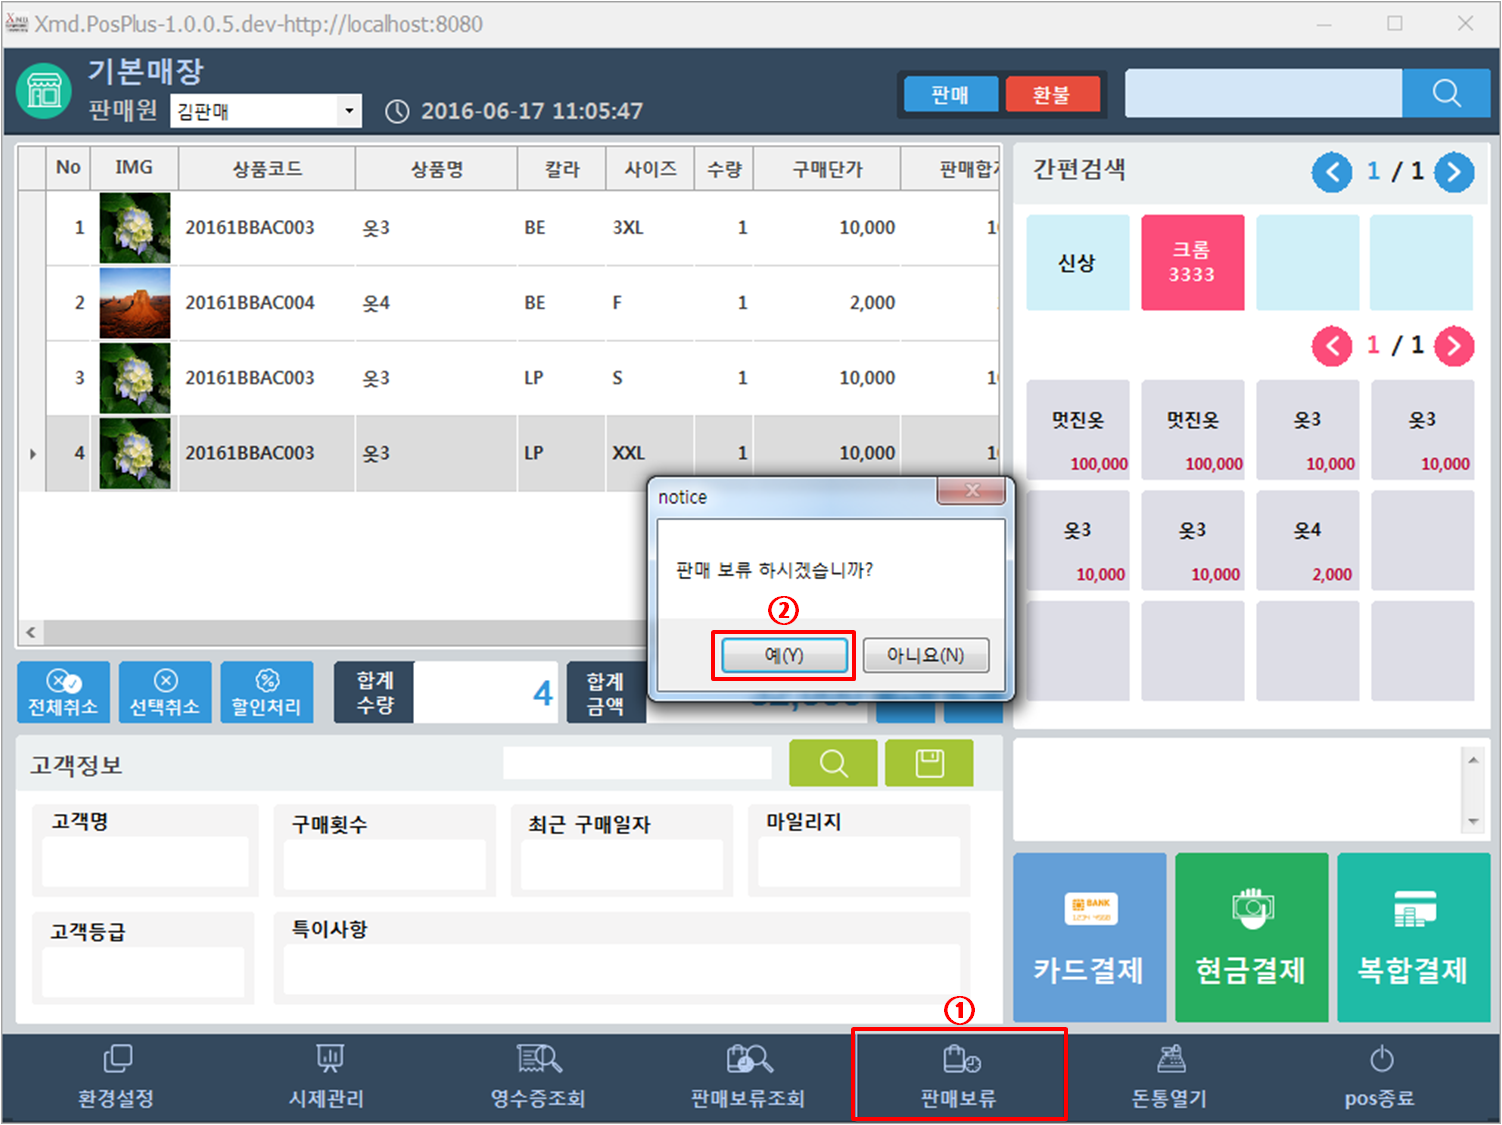 Xmd.PosPlus-1.0.0.5.dev-http://localhost:8080
기본매장
판매원 김판매 2016-06-17 11:05:47
판매 환불
No IMG 상품코드 상품명 칼라 사이즈 수량 구매단가 판매합
1 20161BBAC003 옷3 BE 3XL 1 10,000 1
2 20161BBAC004 옷4 BE F 1 2,000
3 20161BBAC003 옷3 LP S 1 10,000 1
4 20161BBAC003 옷3 LP XXL 1 10,000 1
간편검색 1 / 1
신상
크롬
3333
1 / 1
멋진옷 멋진옷 옷3 옷3
100,000 100,000 10,000 10,000
옷3 옷3 옷4
10,000 10,000 2,000
notice
판매 보류 하시겠습니까?
②
예(Y) 아니요(N)
전체취소 선택취소 할인처리
합계
수량
4
합계
금액
고객정보
고객명 구매횟수 최근 구매일자 마일리지
고객등급 특이사항
BANK
카드결제 현금결제 복합결제
①
환경설정 시제관리 영수증조회 판매보류조회 판매보류 돈통열기 pos종료